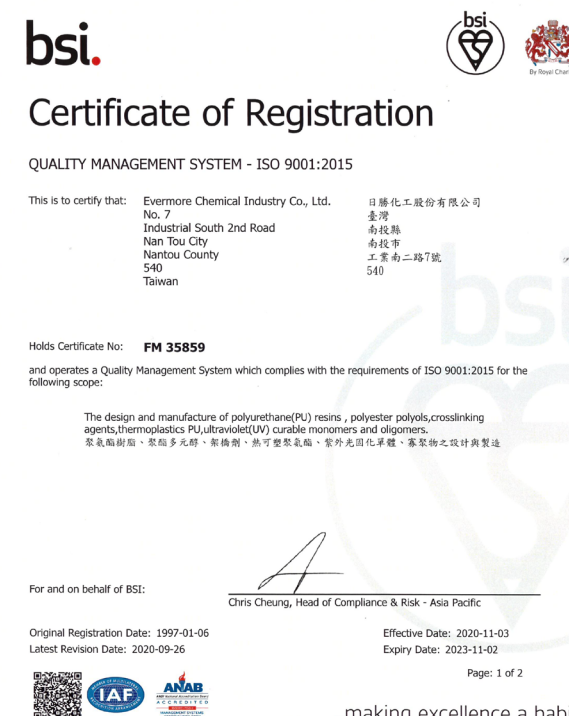 bsi.
bsi
By Royal Char
Certificate of Registration
QUALITY MANAGEMENT SYSTEM - ISO 9001:2015
This is to certify that:
Evermore Chemical Industry Co., Ltd.
No. 7
Industrial South 2nd Road
Nan Tou City
Nantou County
540
Taiwan
日勝化工股份有限公司
臺灣
南投縣
南投市
工業南二路7號
540
Holds Certificate No: FM 35859
and operates a Quality Management System which complies with the requirements of ISO 9001:2015 for the
following scope:
The design and manufacture of polyurethane(PU) resins , polyester polyols,crosslinking
agents,thermoplastics PU,ultraviolet(UV) curable monomers and oligomers.
聚氨酯樹脂、聚酯多元醇、架橋劑、熱可塑聚氨酯、紫外光固化單體、寡聚物之設計與製造
For and on behalf of BSI:
Chris Cheung, Head of Compliance & Risk - Asia Pacific
Original Registration Date: 1997-01-06
Effective Date: 2020-11-03
Latest Revision Date: 2020-09-26
Expiry Date: 2023-11-02
Page: 1 of 2
IAF
ANAB
ACCREDITED
MANAGEMENT SYSTEMS
making excellence a hab